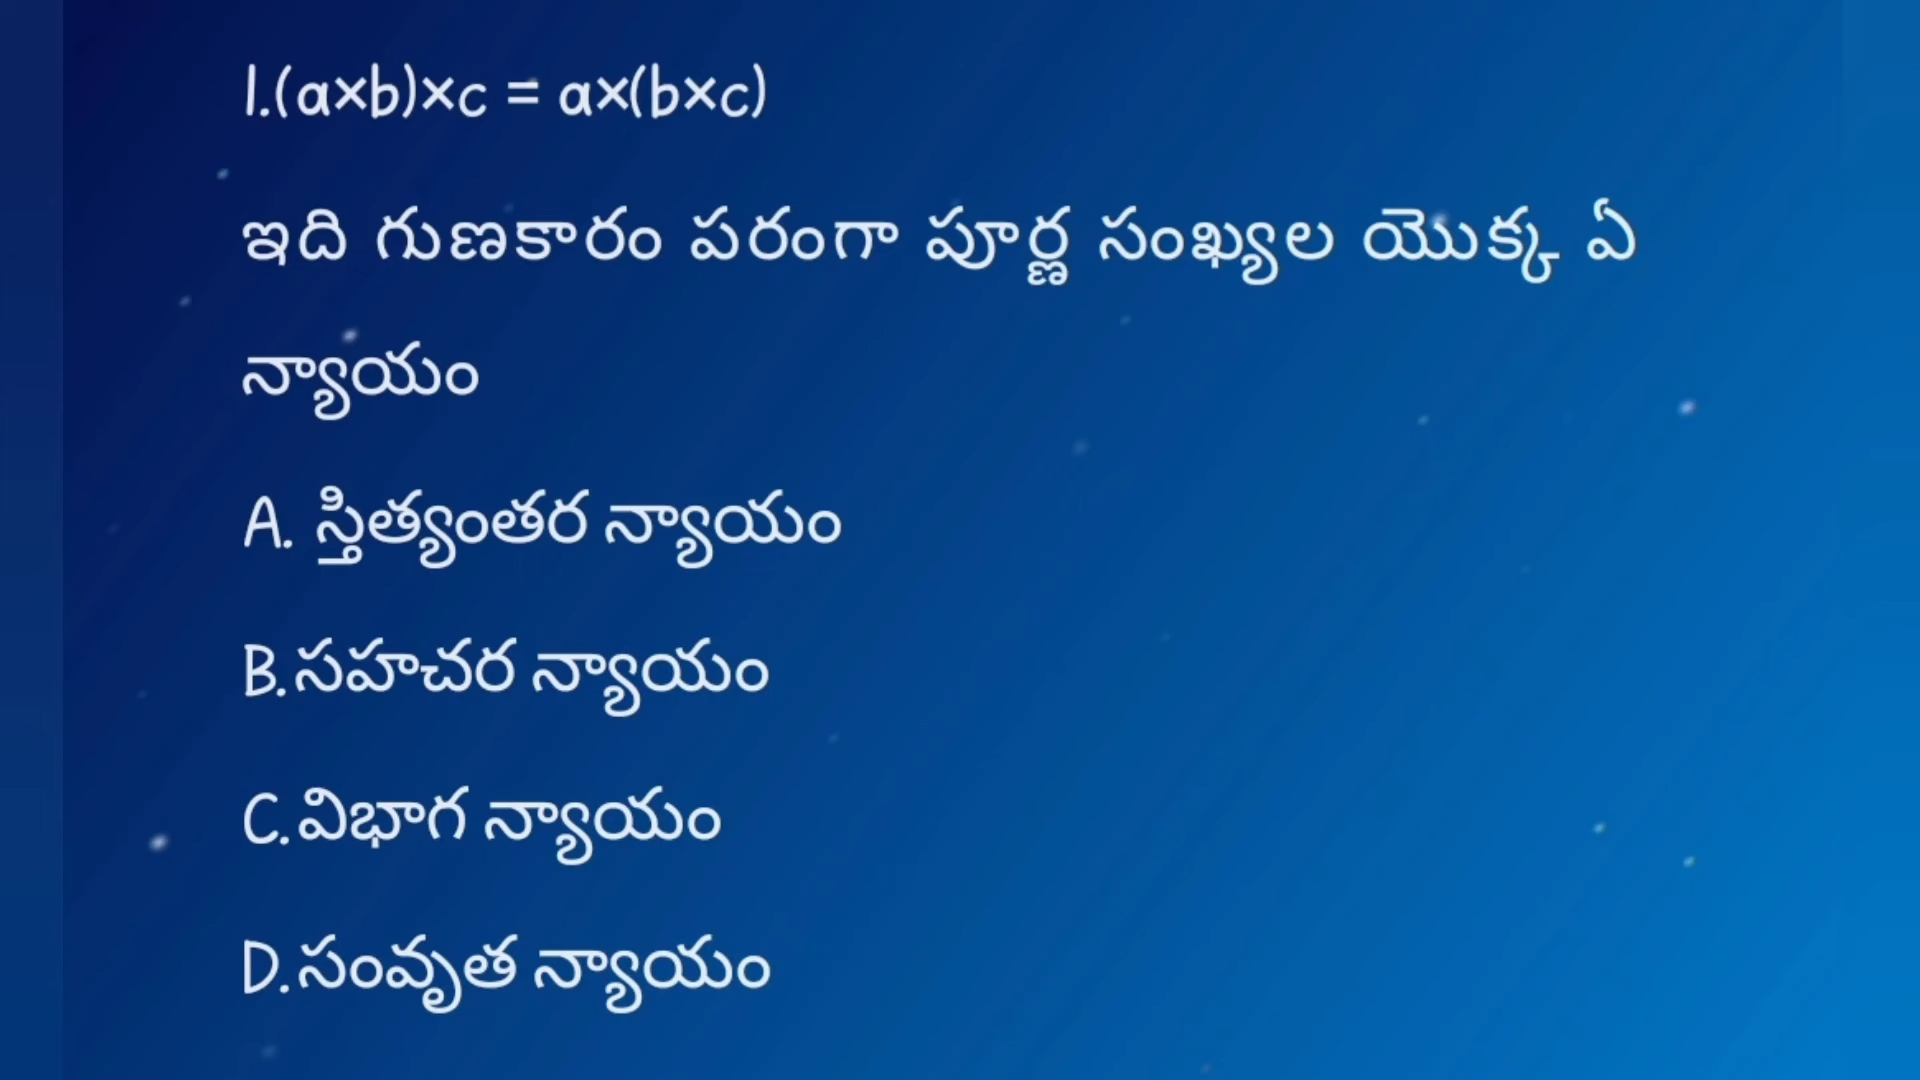 1.(a×b)×c = a×(b×c)
ఇది గుణకారం పరంగా పూర్ణ సంఖ్యల యొక్క ఏ
న్యాయం
A. స్తిత్యంతర న్యాయం
B.సహచర న్యాయం
C.విభాగ న్యాయం
D.సంవృత న్యాయం